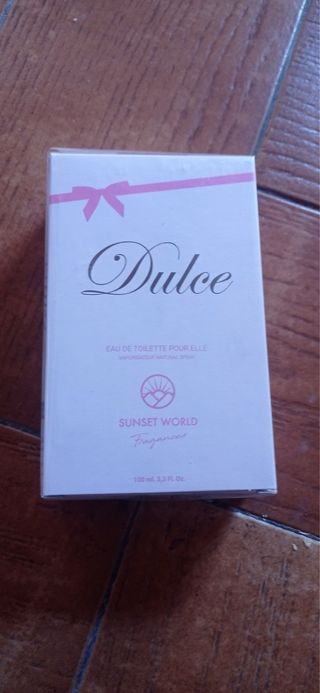 Dulce
EAU DE TOILETTE POUR ELLE
VAPORISATEUR NATURAL SPRAY
SUNSET WORLD
Fragances
100 ml. 3,3 Fl. Oz.